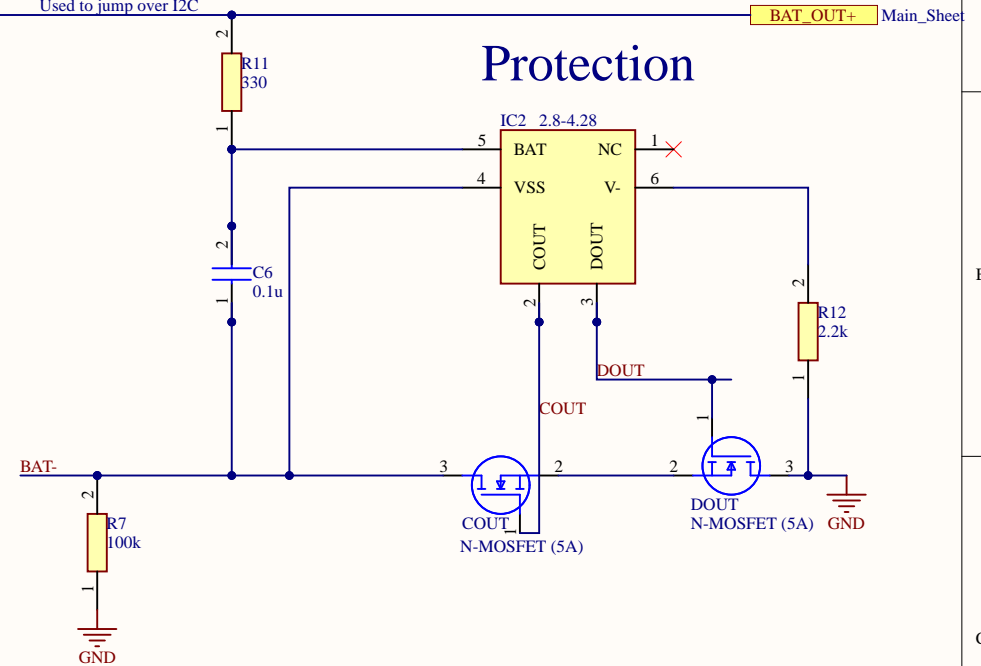 Used to jump over I2C
BAT_OUT+ Main_Sheet
2
R11
330
1
Protection
IC2 2.8-4.28
5 BAT NC 1
4 VSS V- 6
COUT DOUT
2 3
2
C6
0.1u
1
2
R12
2.2k
1
DOUT
COUT
1
BAT- 3 2 2 3
2
R7
100k
1
GND
COUT
1
N-MOSFET (5A)
DOUT
N-MOSFET (5A)
GND